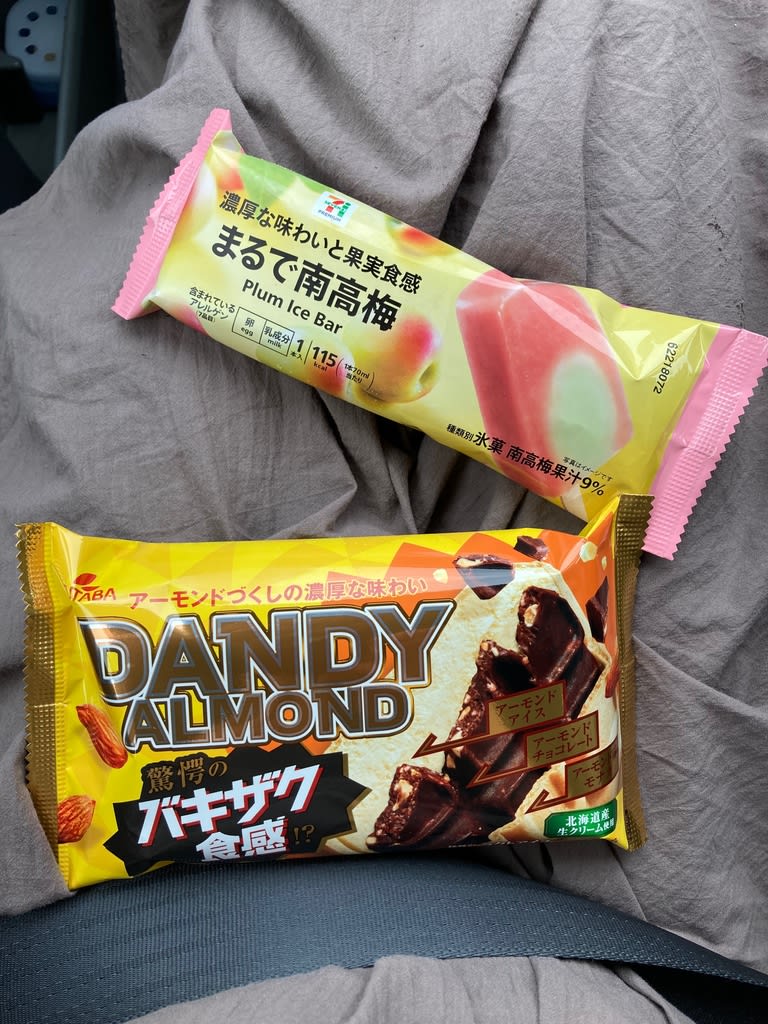 濃厚な味わいと果実食感
まるで南高梅
Plum Ice Bar
含まれている
アレルゲン
(7品目)
卵
egg
乳成分
milk
1
本入
115
kcal
(1本70ml
当たり)
62218072
写真はイメージです
種類別 氷菓 南高梅果汁9%
アーモンドづくしの濃厚な味わい
DANDY
ALMOND
アーモンド
アイス
アーモンド
チョコレート
驚愕の
バキザク
食感!?
北海道産
生クリーム使用